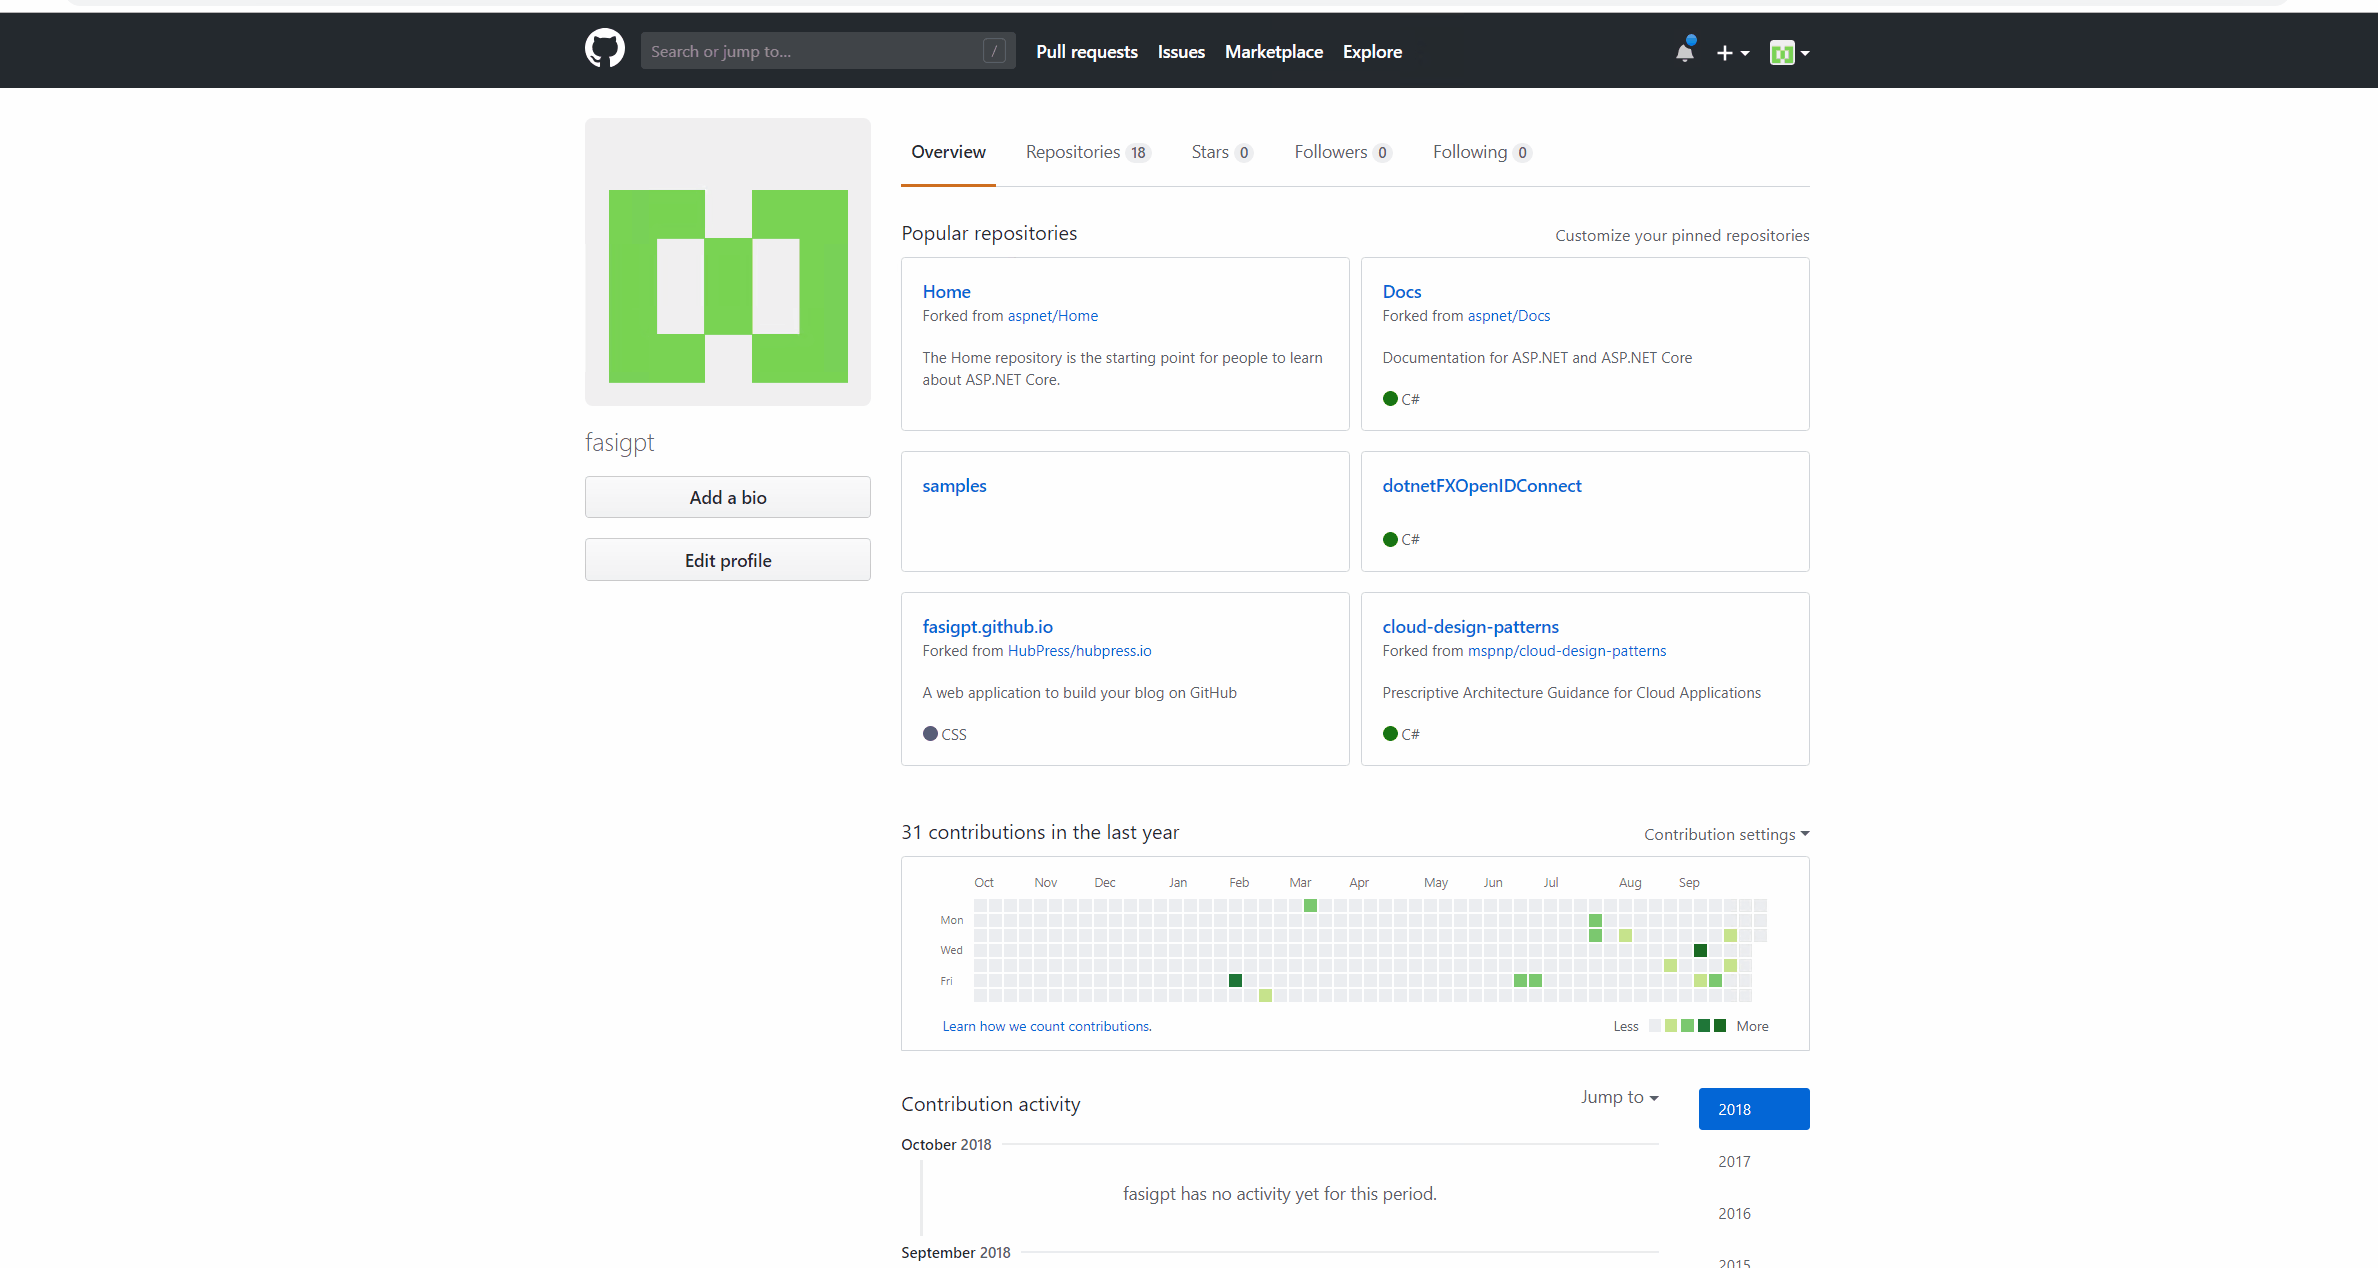 Search or jump to... /
Pull requests Issues Marketplace Explore
Overview Repositories 18 Stars 0 Followers 0 Following 0
fasigpt
Add a bio
Edit profile
Popular repositories
Customize your pinned repositories
Home
Forked from aspnet/Home
The Home repository is the starting point for people to learn
about ASP.NET Core.
Docs
Forked from aspnet/Docs
Documentation for ASP.NET and ASP.NET Core
C#
samples
dotnetFXOpenIDConnect
C#
fasigpt.github.io
Forked from HubPress/hubpress.io
A web application to build your blog on GitHub
CSS
cloud-design-patterns
Forked from mspnp/cloud-design-patterns
Prescriptive Architecture Guidance for Cloud Applications
C#
31 contributions in the last year
Contribution settings
Oct Nov Dec Jan Feb Mar Apr May Jun Jul Aug Sep
Mon
Wed
Fri
Learn how we count contributions.
Less More
Contribution activity
Jump to
2018
2017
2016
2015
October 2018
fasigpt has no activity yet for this period.
September 2018